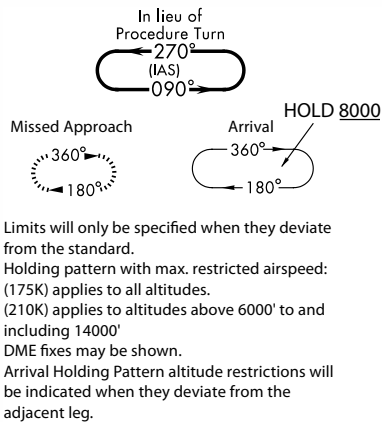 In lieu of
Procedure Turn
270°
(IAS)
090°
HOLD 8000
Missed Approach
Arrival
360°
180°
360°
180°
Limits will only be specified when they deviate
from the standard.
Holding pattern with max. restricted airspeed:
(175K) applies to all altitudes.
(210K) applies to altitudes above 6000' to and
including 14000'
DME fixes may be shown.
Arrival Holding Pattern altitude restrictions will
be indicated when they deviate from the
adjacent leg.